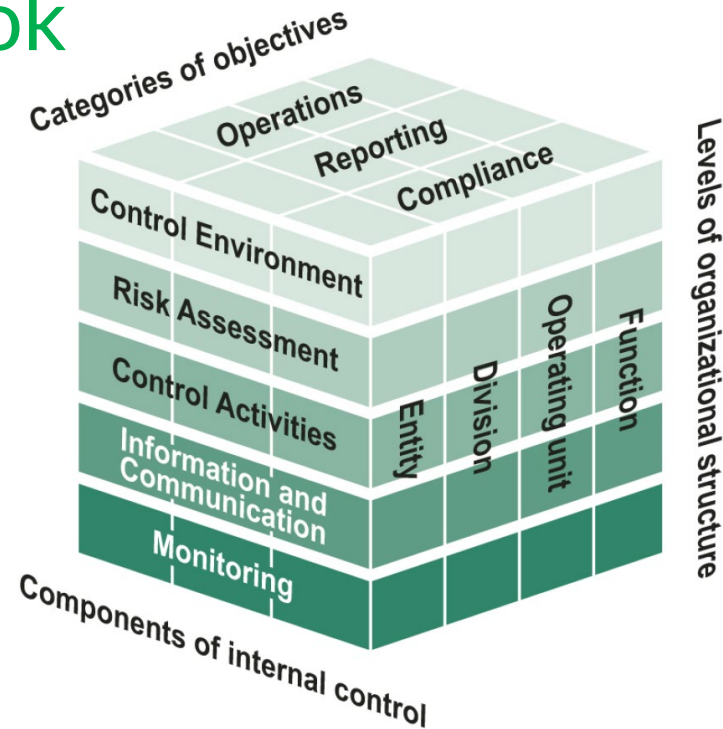 ok
Categories of objectives
Operations
Reporting
Compliance
Levels of organizational structure
Control Environment
Risk Assessment
Control Activities
Information and
Communication
Monitoring
Entity
Division
Operating unit
Function
Components of internal control